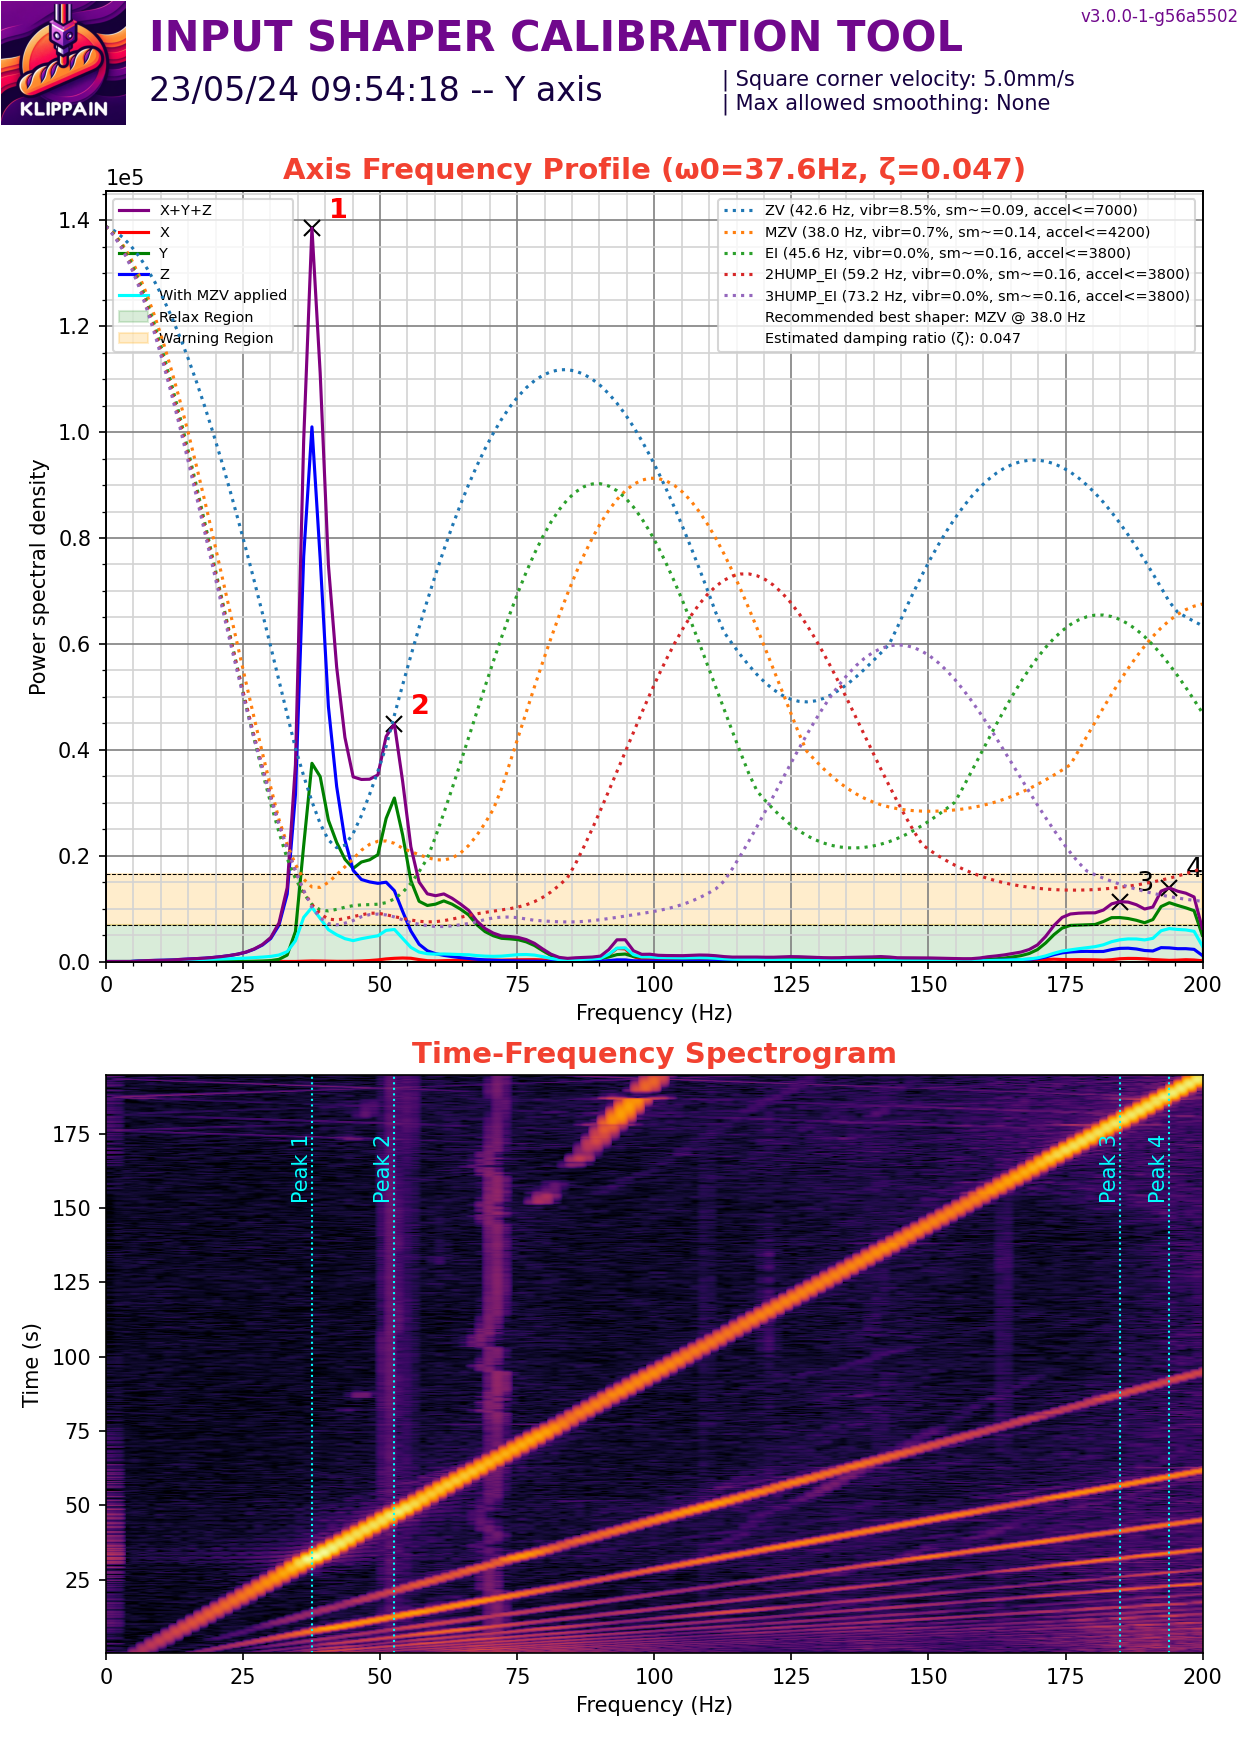 v3.0.0-1-g56a5502
KLIPPAIN
INPUT SHAPER CALIBRATION TOOL
23/05/24 09:54:18 -- Y axis
| Square corner velocity: 5.0mm/s
| Max allowed smoothing: None
Axis Frequency Profile (ω0=37.6Hz, ζ=0.047)
1e5
1.4
1.2
1.0
0.8
0.6
0.4
0.2
0.0
Power spectral density
X+Y+Z
X
Y
Z
With MZV applied
Relax Region
Warning Region
ZV (42.6 Hz, vibr=8.5%, sm~=0.09, accel<=7000)
MZV (38.0 Hz, vibr=0.7%, sm~=0.14, accel<=4200)
EI (45.6 Hz, vibr=0.0%, sm~=0.16, accel<=3800)
2HUMP_EI (59.2 Hz, vibr=0.0%, sm~=0.16, accel<=3800)
3HUMP_EI (73.2 Hz, vibr=0.0%, sm~=0.16, accel<=3800)
Recommended best shaper: MZV @ 38.0 Hz
Estimated damping ratio (ζ): 0.047
1
2
3
4
0 25 50 75 100 125 150 175 200
Frequency (Hz)
Time-Frequency Spectrogram
175
150
125
100
75
50
25
Time (s)
Peak 1
Peak 2
Peak 3
Peak 4
0 25 50 75 100 125 150 175 200
Frequency (Hz)